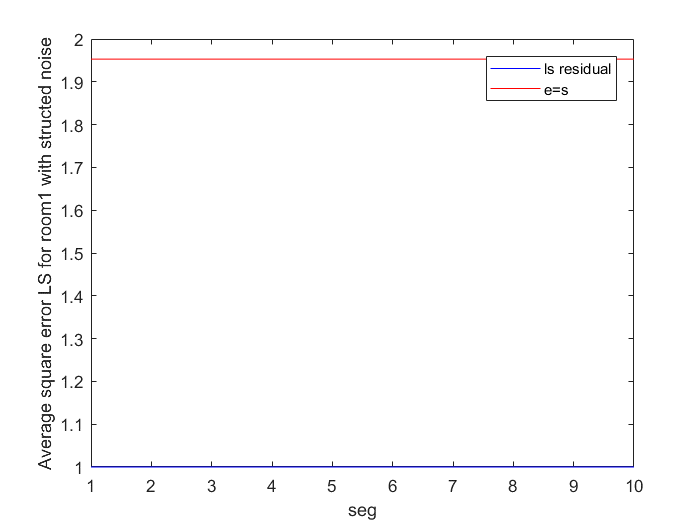 2
1.9
1.8
1.7
1.6
1.5
1.4
1.3
1.2
1.1
1
Average square error LS for room1 with structed noise
ls residual
e=s
1 2 3 4 5 6 7 8 9 10
seg